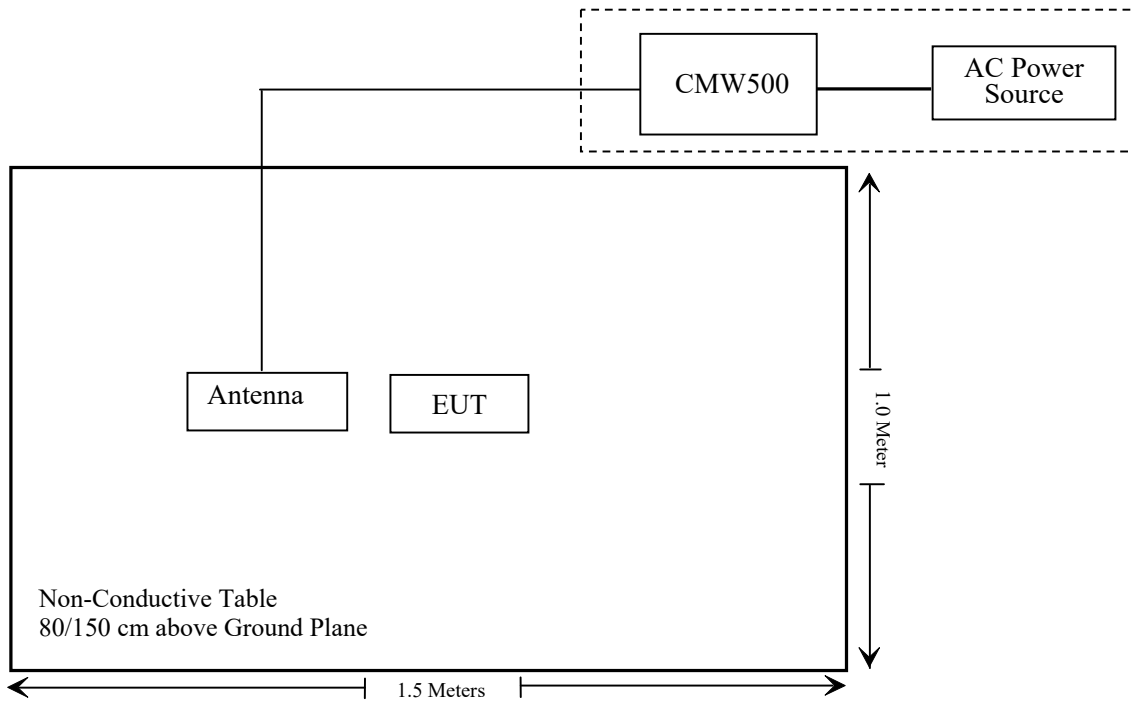 CMW500
AC Power
Source
Antenna
EUT
1.0 Meter
Non-Conductive Table
80/150 cm above Ground Plane
1.5 Meters